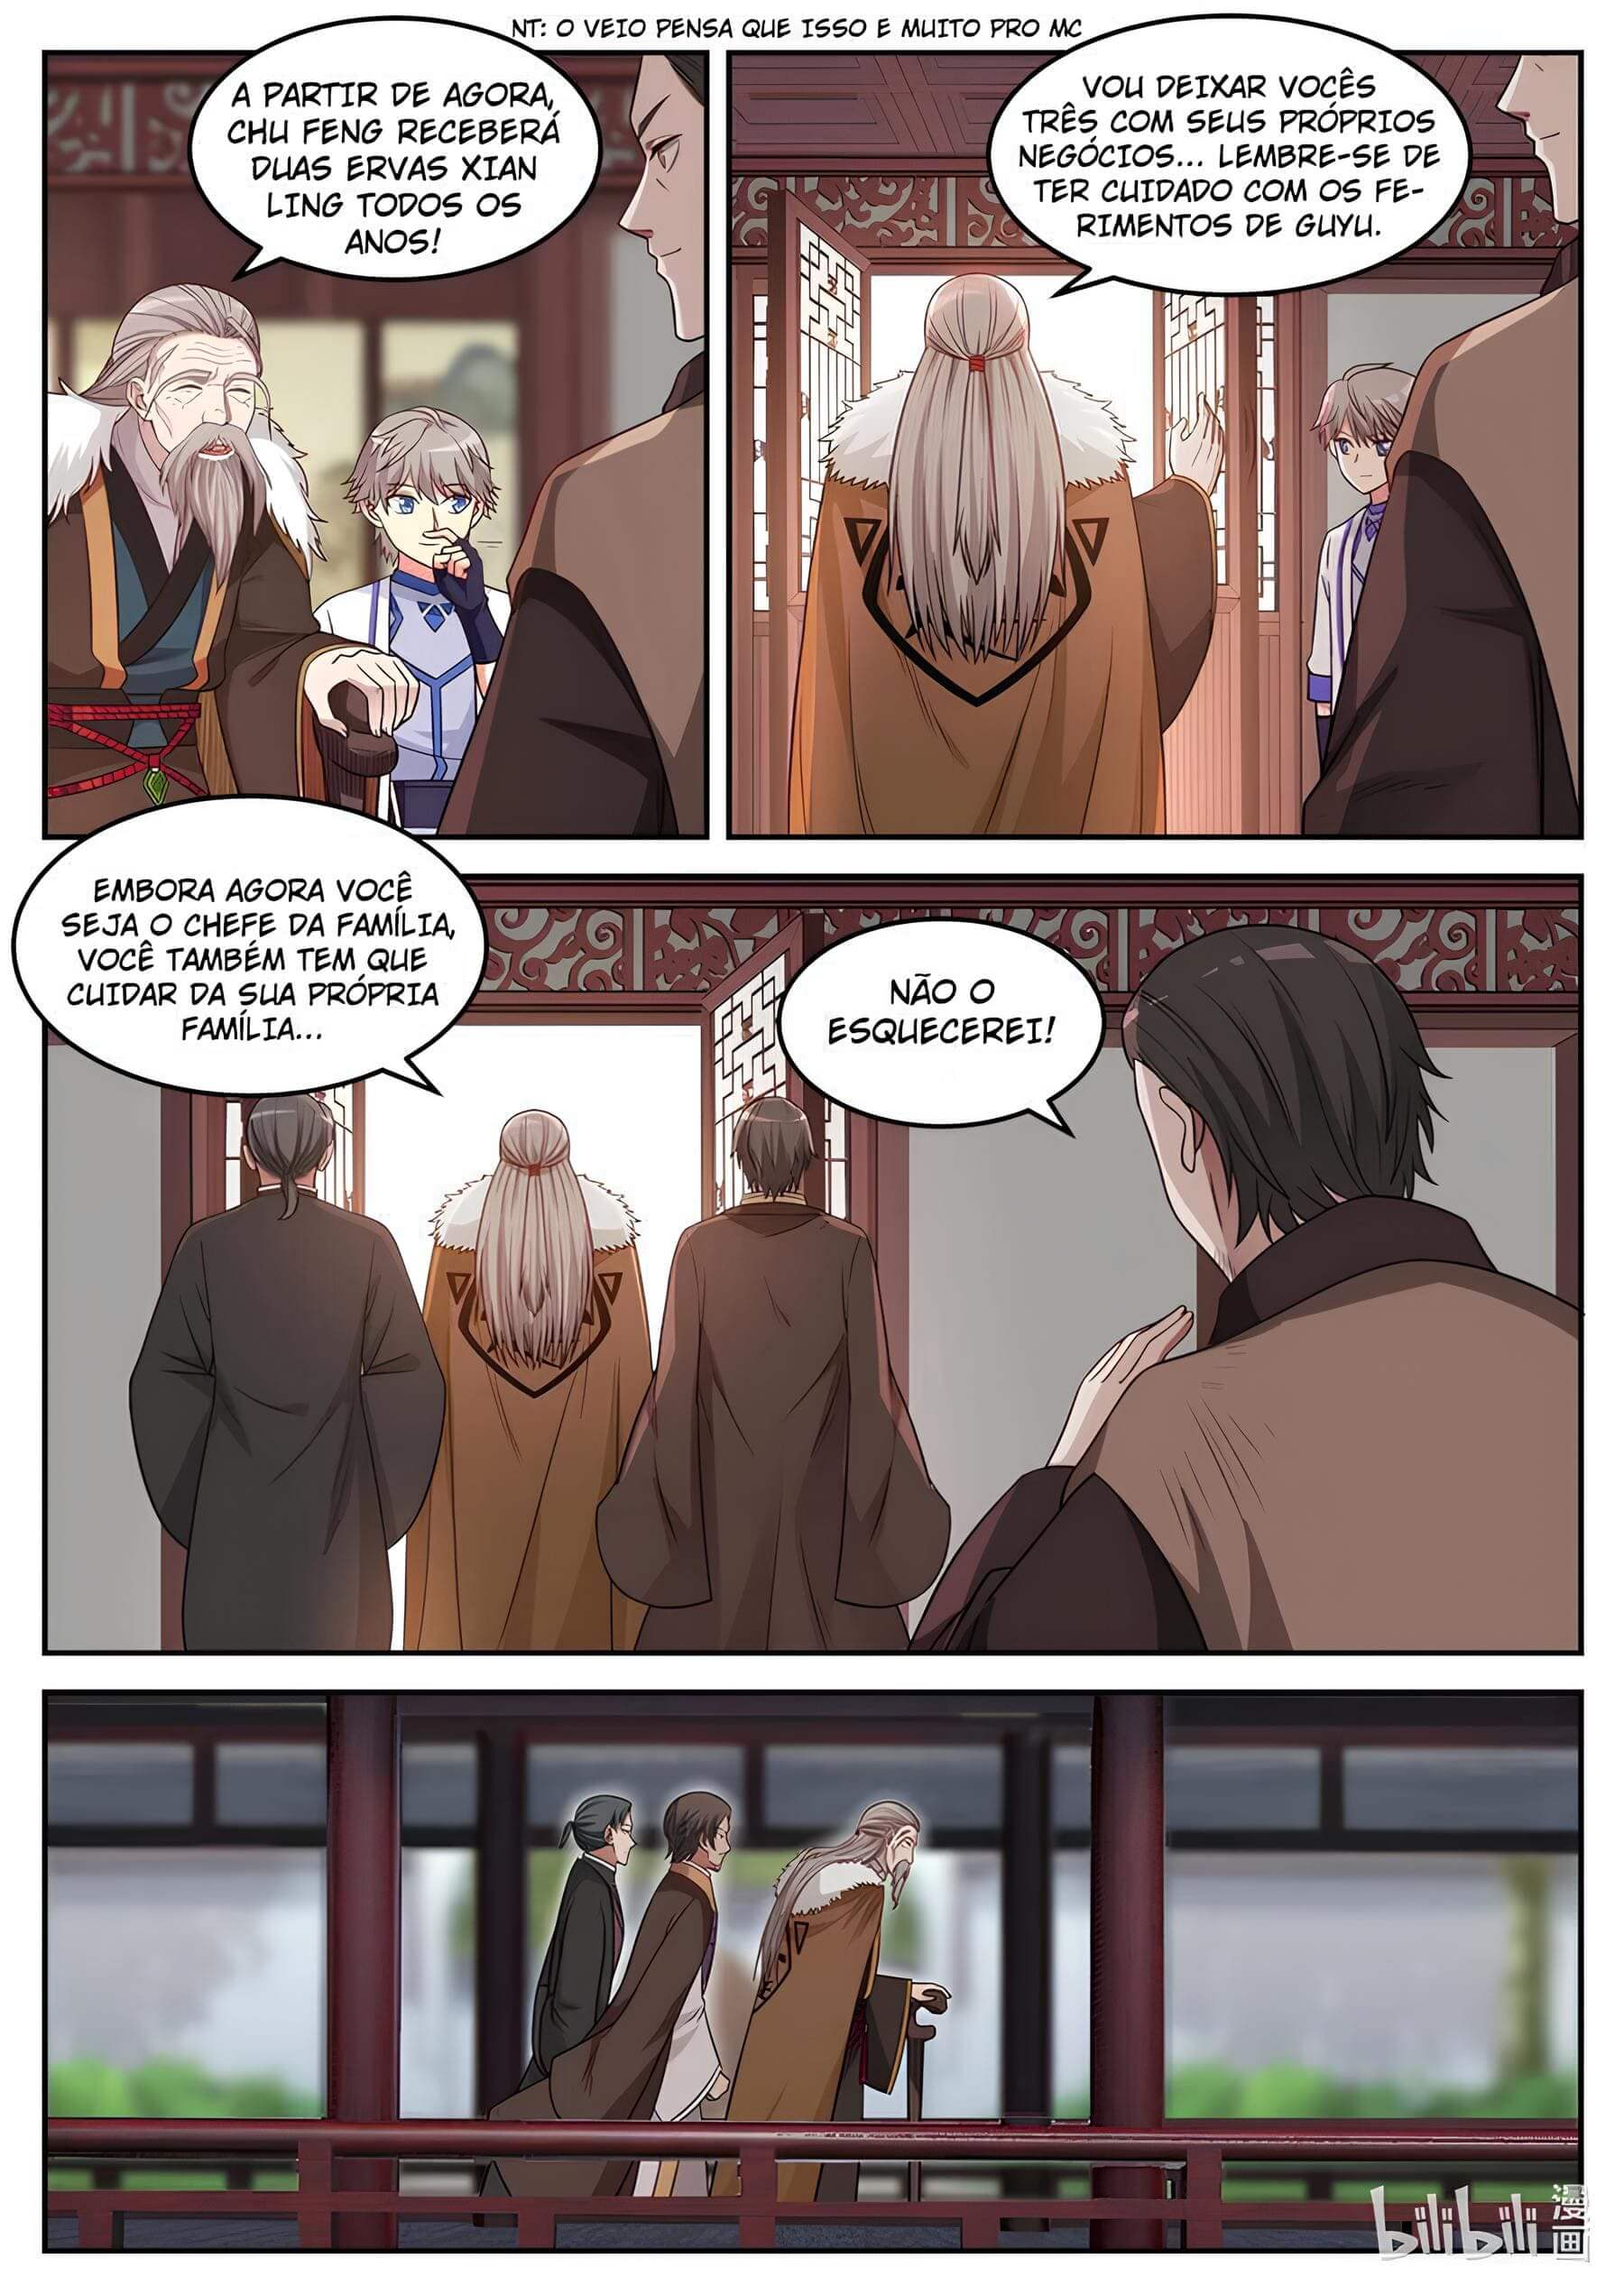 NT: O VEIO PENSA QUE ISSO E MUITO PRO MC
A PARTIR DE AGORA,
CHU FENG RECEBERÁ
DUAS ERVAS XIAN
LING TODOS OS
ANOS!
VOU DEIXAR VOCÊS
TRÊS COM SEUS PRÓPRIOS
NEGÓCIOS... LEMBRE-SE DE
TER CUIDADO COM OS FE-
RIMENTOS DE GUYU.
EMBORA AGORA VOCÊ
SEJA O CHEFE DA FAMÍLIA,
VOCÊ TAMBÉM TEM QUE
CUIDAR DA SUA PRÓPRIA
FAMÍLIA...
NÃO O
ESQUECEREI!
bilibili 漫画